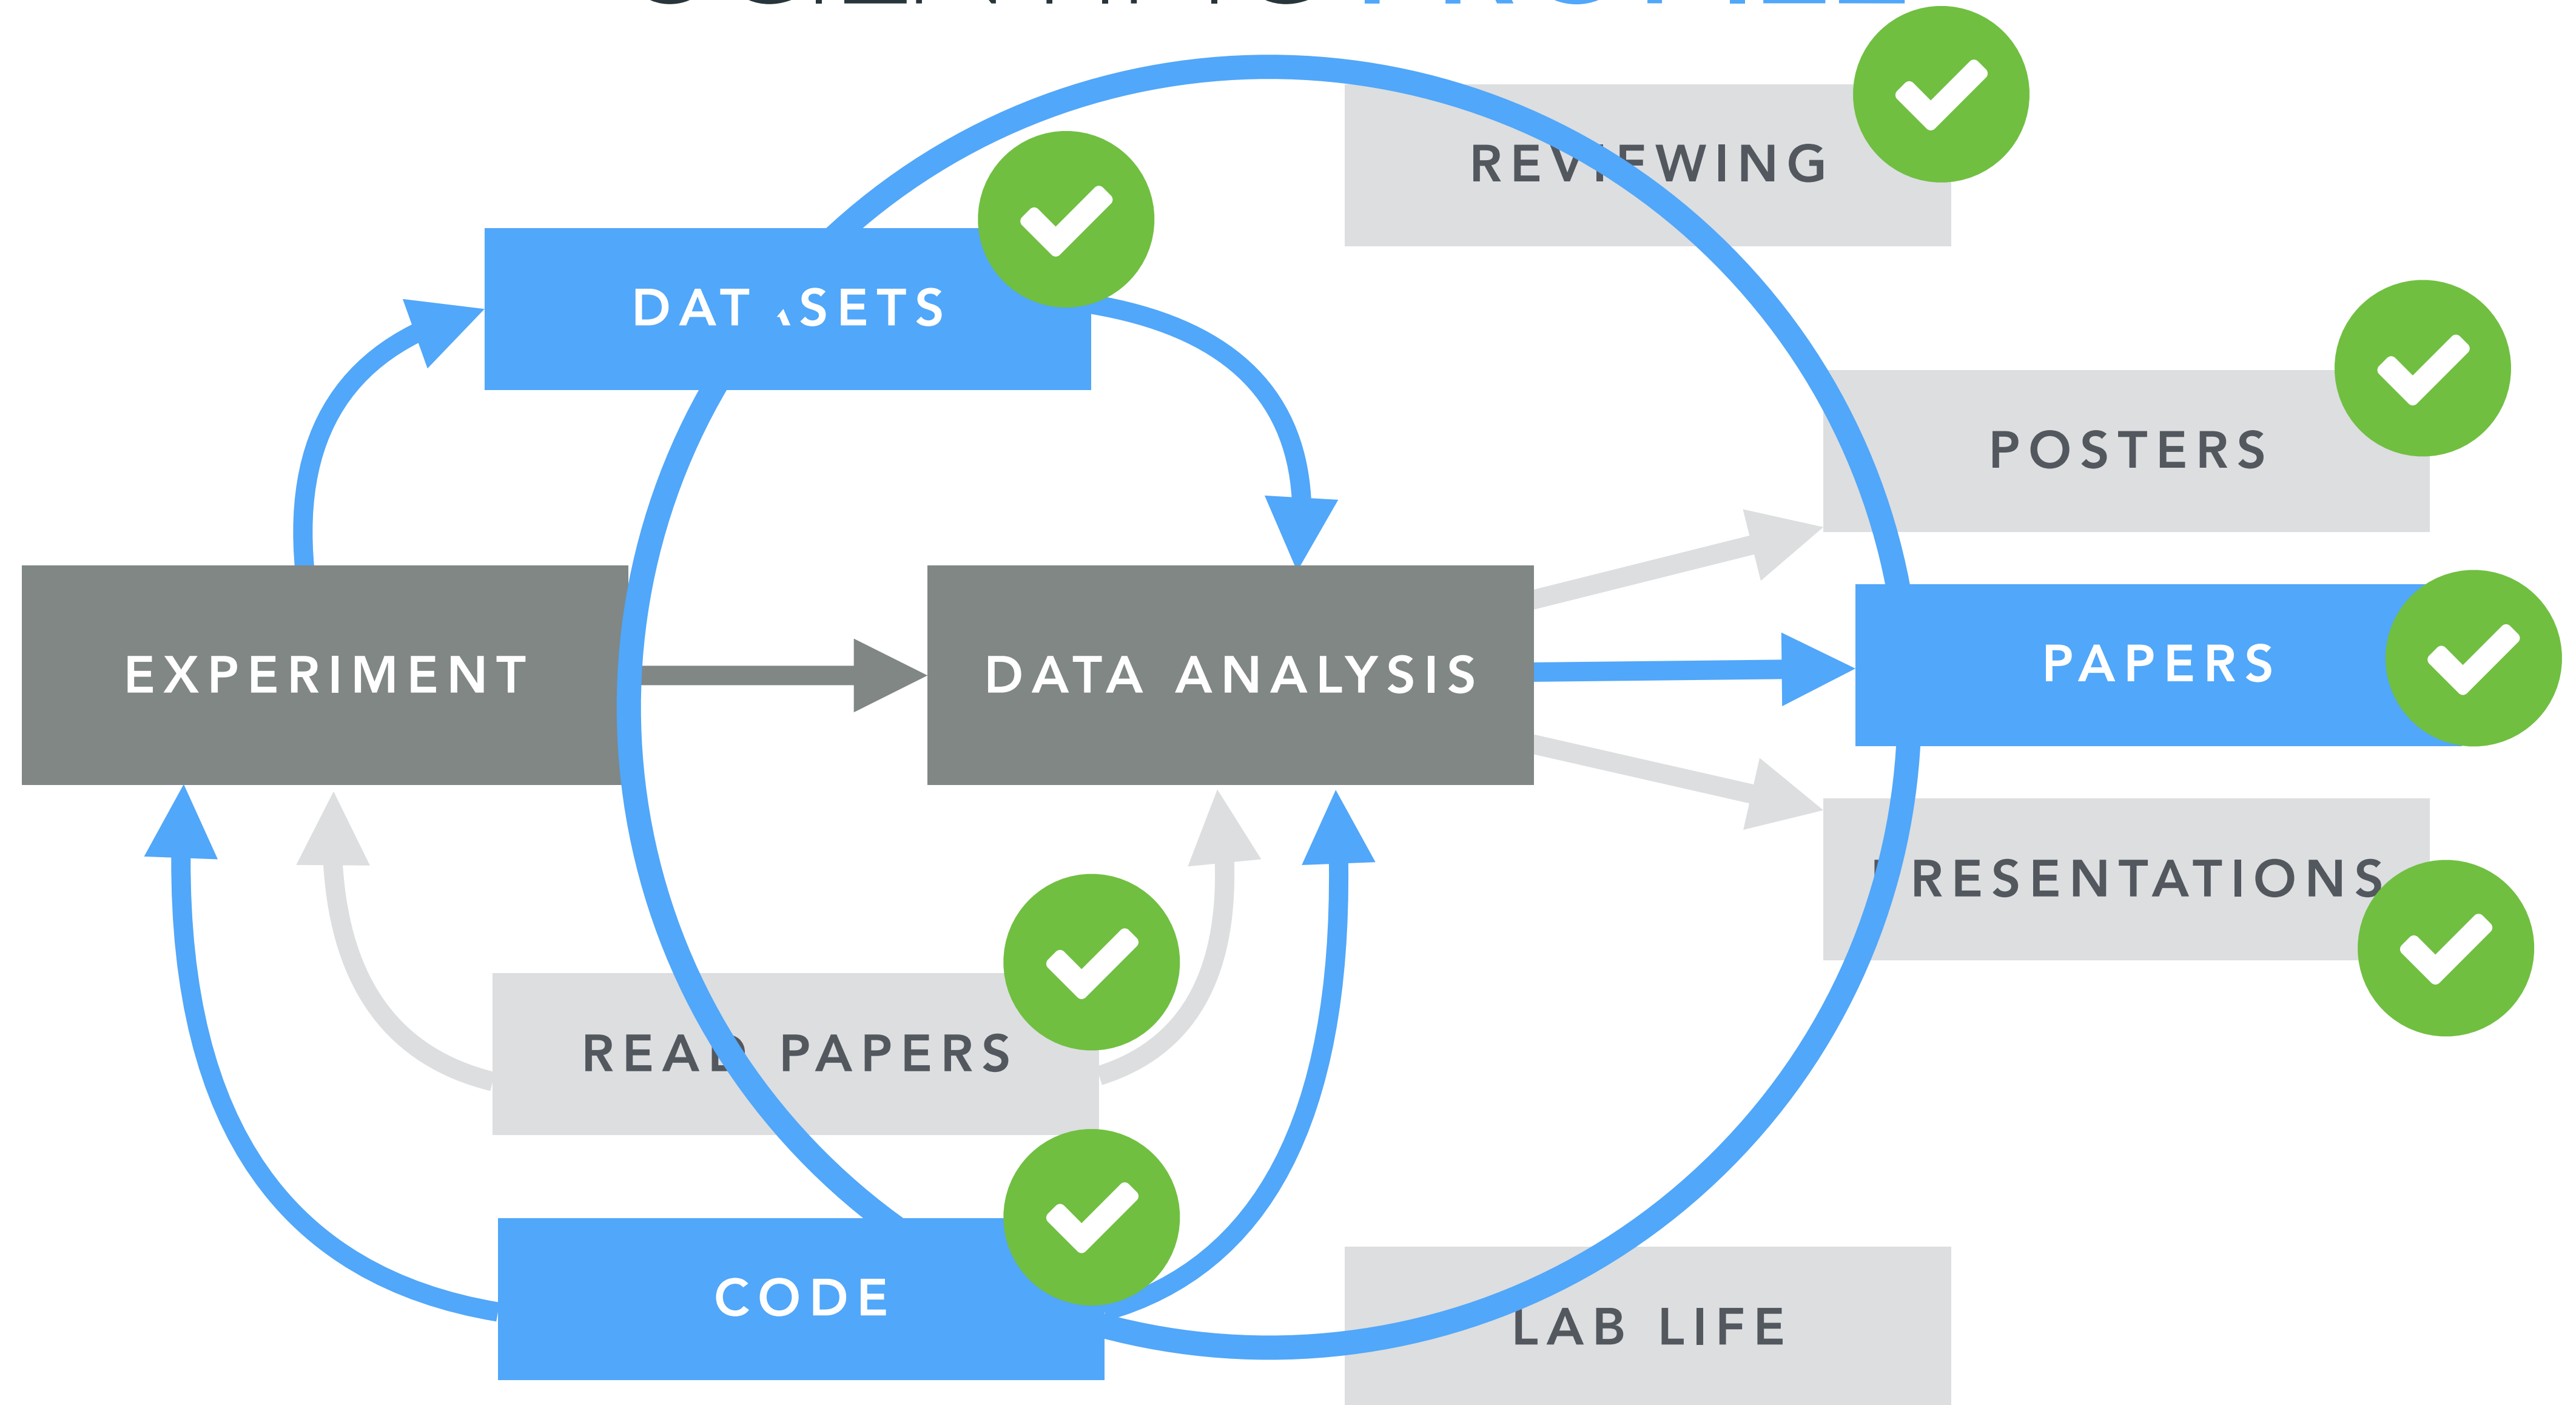 REVIEWING
DATASETS
POSTERS
EXPERIMENT
DATA ANALYSIS
PAPERS
PRESENTATIONS
READ PAPERS
CODE
LAB LIFE